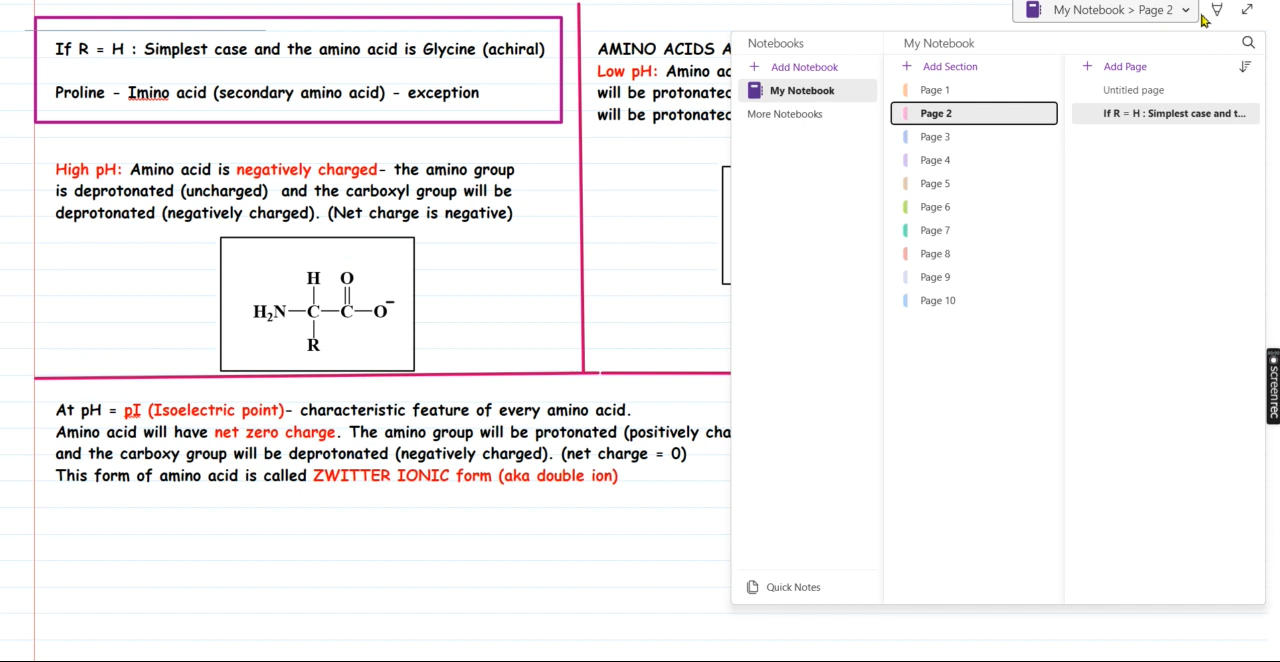 My Notebook > Page 2
If R = H : Simplest case and the amino acid is Glycine (achiral)
Proline - Imino acid (secondary amino acid) - exception
High pH: Amino acid is negatively charged- the amino group
is deprotonated (uncharged) and the carboxyl group will be
deprotonated (negatively charged). (Net charge is negative)
H O
H₂N-C-C-O⁻
R
AMINO ACIDS A
Low pH: Amino ac
will be protonated
will be protonated
At pH = pI (Isoelectric point)- characteristic feature of every amino acid.
Amino acid will have net zero charge. The amino group will be protonated (positively cha
and the carboxy group will be deprotonated (negatively charged). (net charge = 0)
This form of amino acid is called ZWITTER IONIC form (aka double ion)
Notebooks
+ Add Notebook
My Notebook
More Notebooks
Quick Notes
My Notebook
+ Add Section
Page 1
Page 2
Page 3
Page 4
Page 5
Page 6
Page 7
Page 8
Page 9
Page 10
+ Add Page
Untitled page
If R = H : Simplest case and t...
screenrec